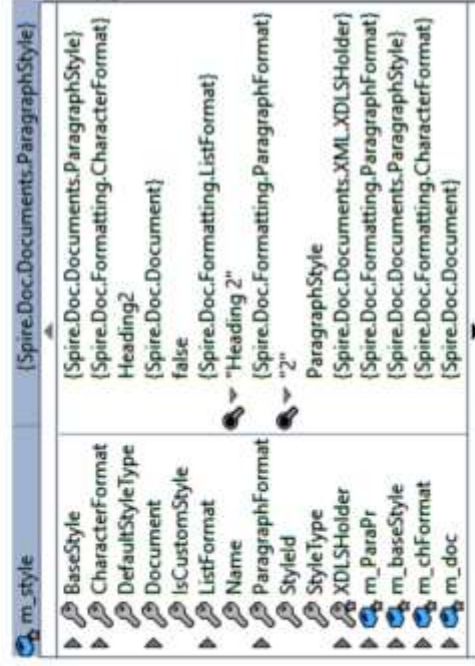 m_style {Spire.Doc.Documents.ParagraphStyle}
BaseStyle {Spire.Doc.Documents.ParagraphStyle}
CharacterFormat {Spire.Doc.Formatting.CharacterFormat}
DefaultStyleType Heading2
Document {Spire.Doc.Document}
IsCustomStyle false
ListFormat {Spire.Doc.Formatting.ListFormat}
Name "Heading 2"
ParagraphFormat {Spire.Doc.Formatting.ParagraphFormat}
StyleId "2"
StyleType ParagraphStyle
XDLSHolder {Spire.Doc.Documents.XML.XDLSHolder}
m_ParaPr {Spire.Doc.Formatting.ParagraphFormat}
m_baseStyle {Spire.Doc.Documents.ParagraphStyle}
m_chFormat {Spire.Doc.Formatting.CharacterFormat}
m_doc {Spire.Doc.Document}